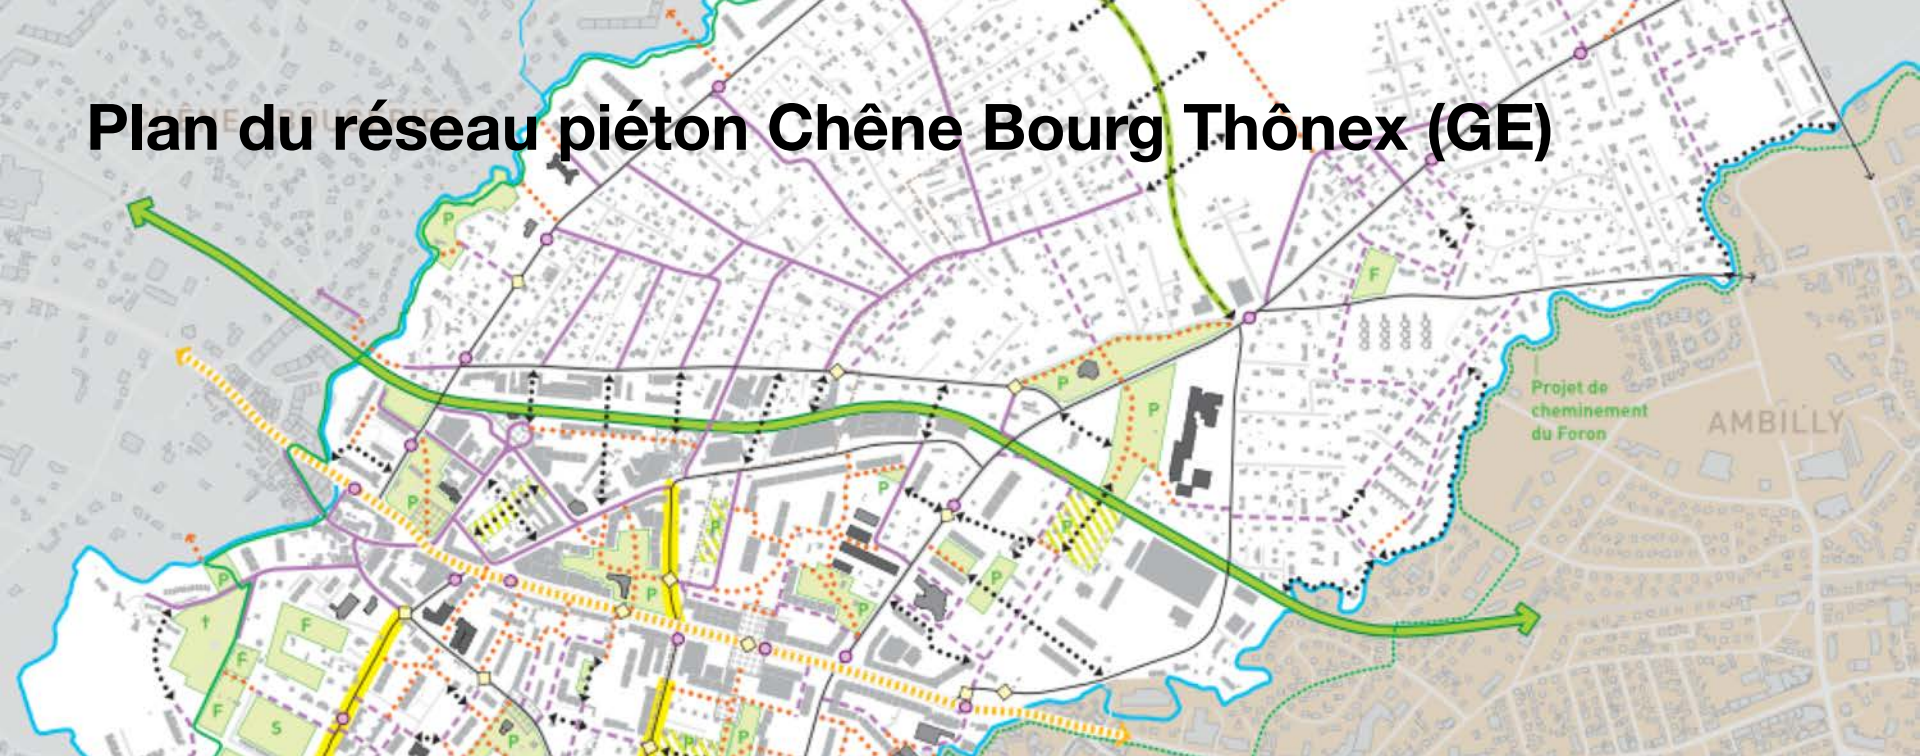 Plan du réseau piéton Chêne Bourg Thônex (GE)
P
F
P
P
Projet de
cheminement
du Foron
AMBILLY
P
P
P
P
P
P
P
P
F
F
F
S
P
P
P